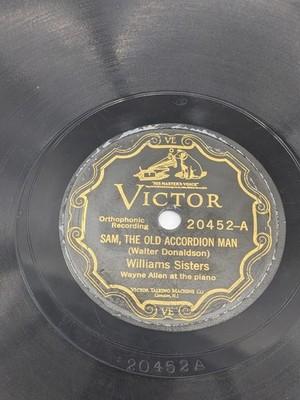 VE
"HIS MASTER'S VOICE"
VICTOR
Orthophonic
Recording
20452-A
SAM, THE OLD ACCORDION MAN
(Walter Donaldson)
Williams Sisters
Wayne Allen at the piano
VICTOR TALKING MACHINE CO.
Camden, N.J.
VE
20452A